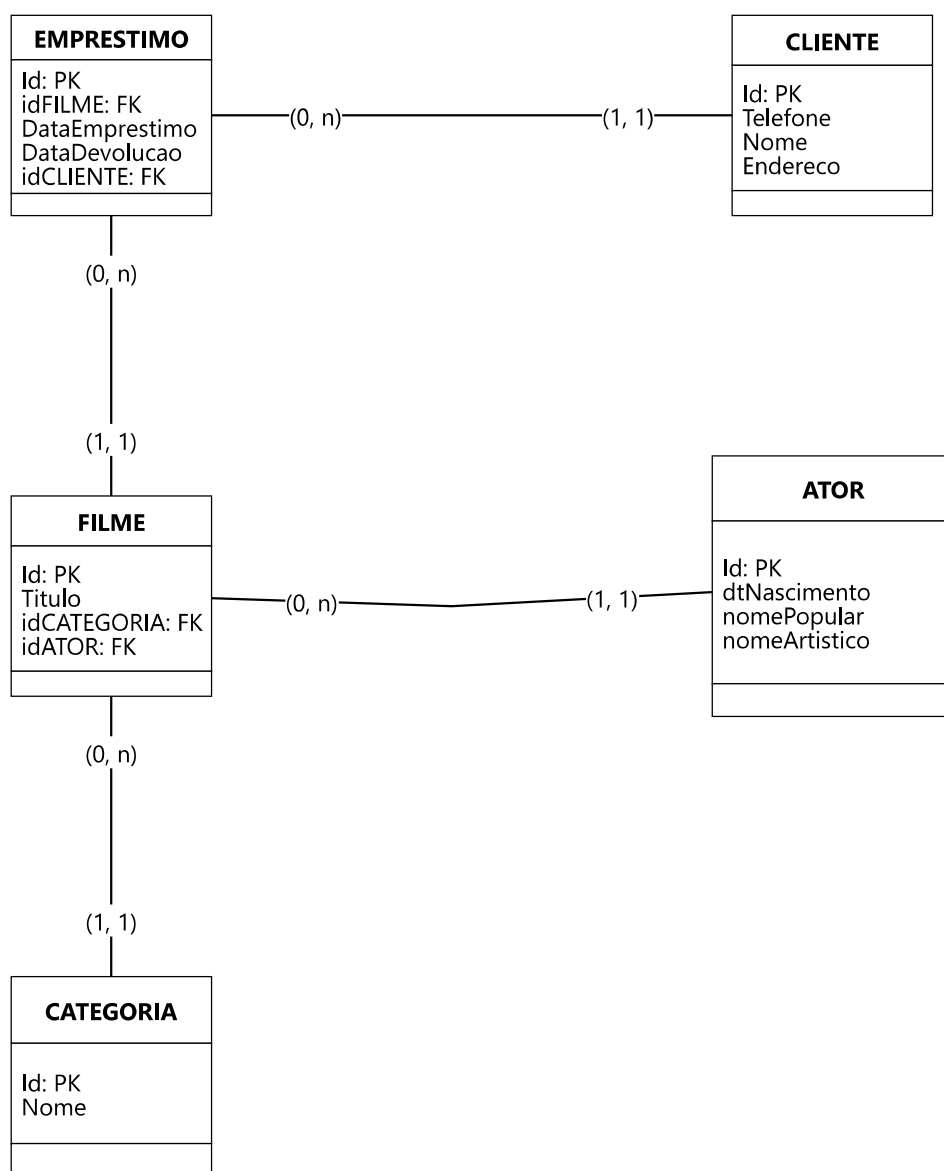 EMPRESTIMO
Id: PK
idFILME: FK
DataEmprestimo
DataDevolucao
idCLIENTE: FK
(0, n)
(1, 1)
CLIENTE
Id: PK
Telefone
Nome
Endereco
(0, n)
(1, 1)
FILME
Id: PK
Titulo
idCATEGORIA: FK
idATOR: FK
(0, n)
(1, 1)
ATOR
Id: PK
dtNascimento
nomePopular
nomeArtistico
(0, n)
(1, 1)
CATEGORIA
Id: PK
Nome